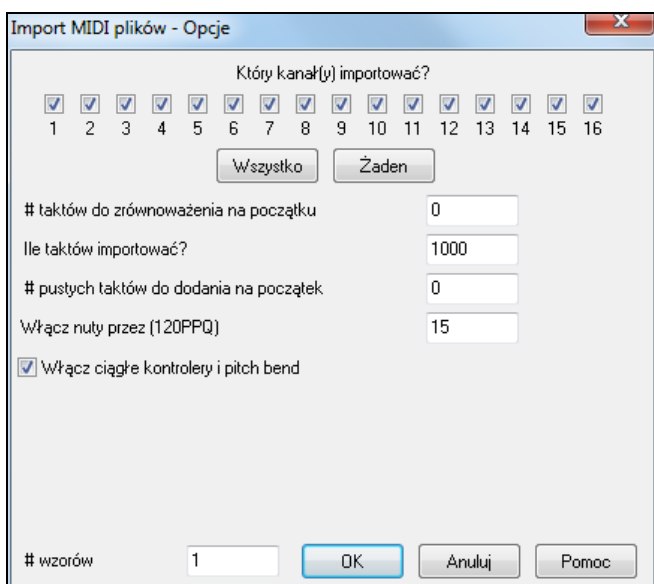 Import MIDI plików - Opcje
Który kanał(y) importować?
1 2 3 4 5 6 7 8 9 10 11 12 13 14 15 16
Wszystko Żaden
# taktów do zrównoważenia na początku 0
Ile taktów importować? 1000
# pustych taktów do dodania na początek 0
Włącz nuty przez (120PPQ) 15
Włącz ciągłe kontrolery i pitch bend
# wzorów 1 OK Anuluj Pomoc